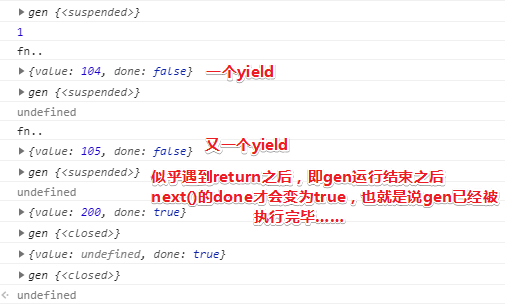 ▶ gen {<suspended>}
1
fn..
▶ {value: 104, done: false} 一个yield
▶ gen {<suspended>}
undefined
fn..
又一个yield
▶ {value: 105, done: false}
▶ gen {<suspended>}
似乎遇到return之后，即gen运行结束之后
undefined
next()的done才会变为true，也就是说gen已经被
▶ {value: 200, done: true}
执行完毕……
▶ gen {<closed>}
▶ {value: undefined, done: true}
▶ gen {<closed>}
undefined